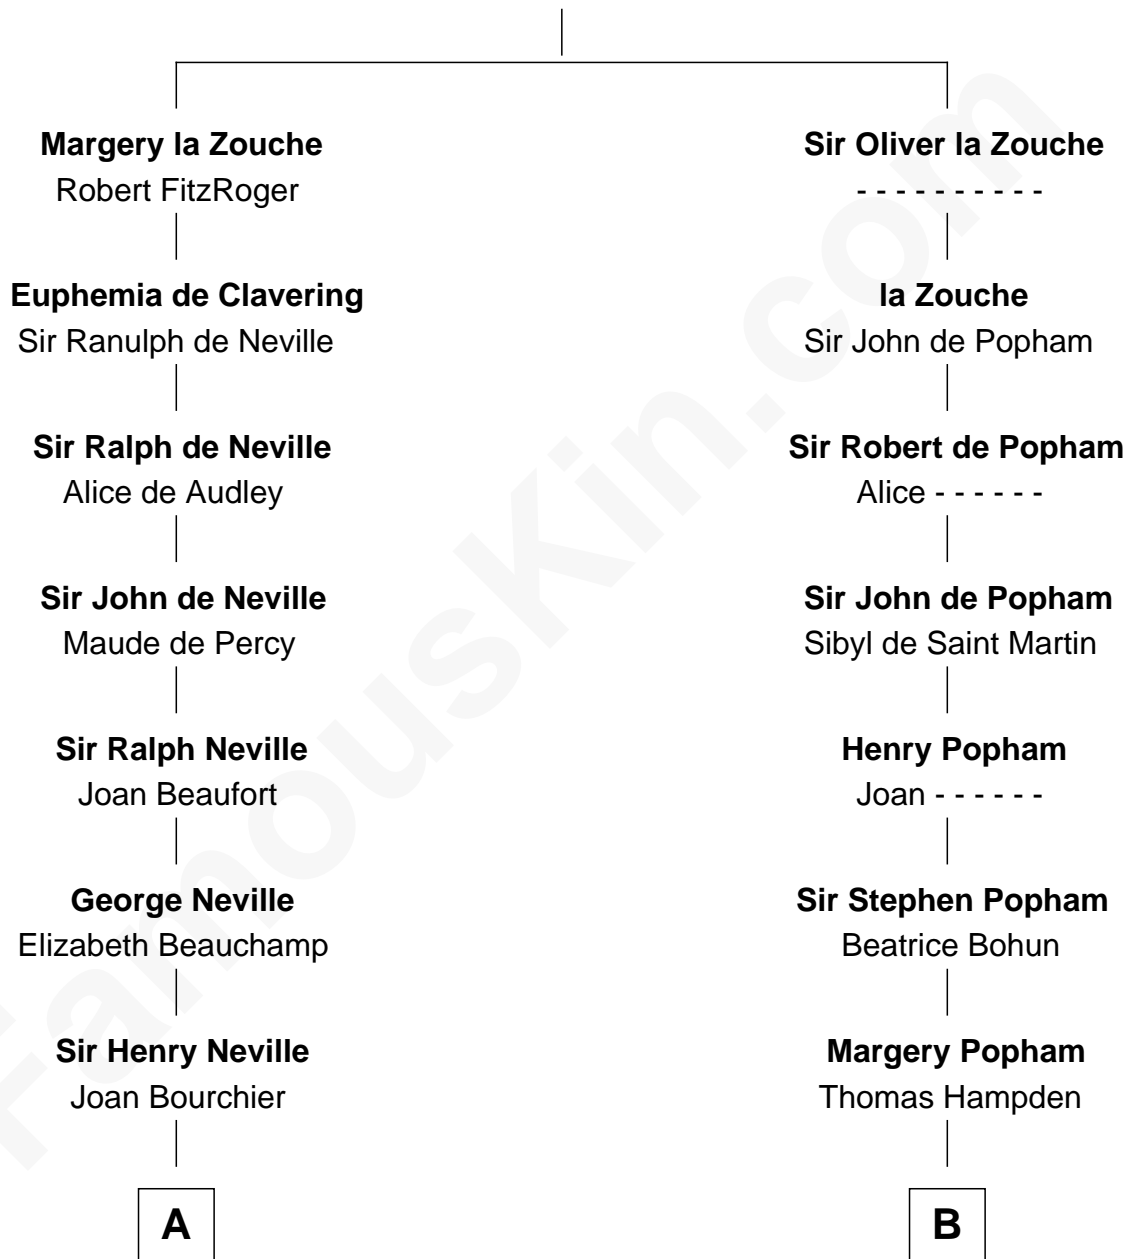 Margery la Zouche
Robert FitzRoger
Euphemia de Clavering
Sir Ranulph de Neville
Sir Ralph de Neville
Alice de Audley
Sir John de Neville
Maude de Percy
Sir Ralph Neville
Joan Beaufort
George Neville
Elizabeth Beauchamp
Sir Henry Neville
Joan Bourchier
A
Sir Oliver la Zouche
- - - - - - - - - -
la Zouche
Sir John de Popham
Sir Robert de Popham
Alice - - - - - -
Sir John de Popham
Sibyl de Saint Martin
Henry Popham
Joan - - - - - -
Sir Stephen Popham
Beatrice Bohun
Margery Popham
Thomas Hampden
B
FamousKin.com